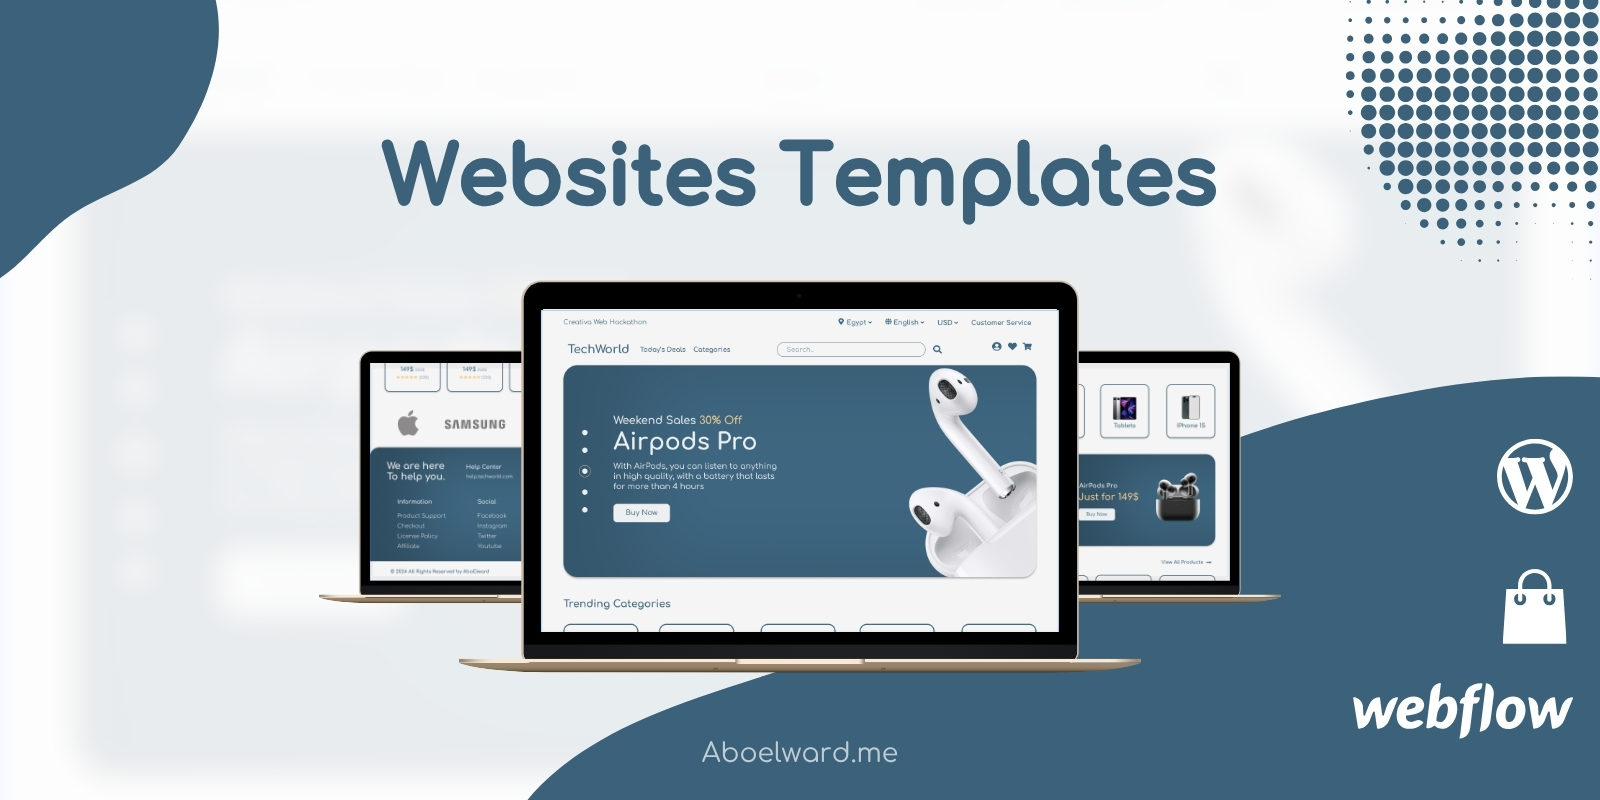 Websites Templates
Creativa Web Hackathon
Egypt
English
USD
Customer Service
TechWorld
Today's Deals
Categories
Search..
Weekend Sales 30% Off
Airpods Pro
With AirPods, you can listen to anything
in high quality, with a battery that lasts
for more than 4 hours
Buy Now
Trending Categories
149$
149$
SAMSUNG
We are here
To help you.
Help Center
help.techworld.com
Information
Product Support
Checkout
License Policy
Affiliate
Social
Facebook
Instagram
Twitter
Youtube
© 2024 All Rights Reserved by AboElward
Tablets
iPhone 15
AirPods Pro
Just for 149$
Buy Now
View All Products →
webflow
Aboelward.me